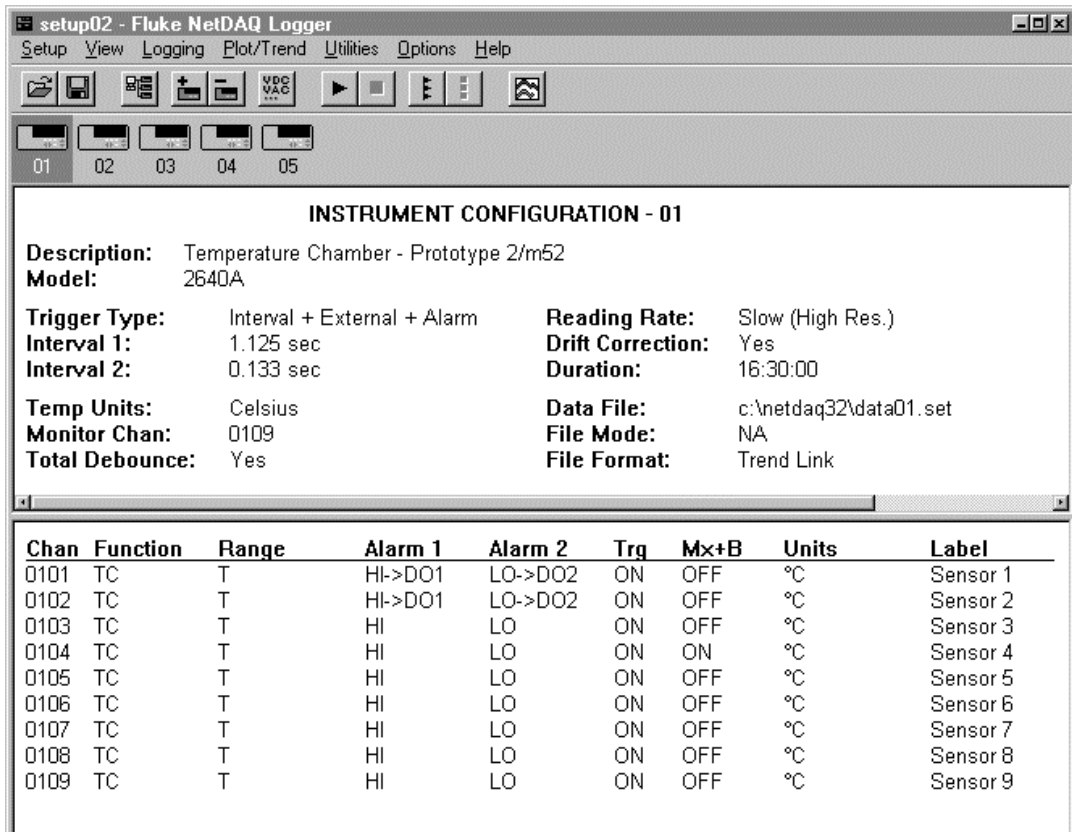 setup02 - Fluke NetDAQ Logger
Setup View Logging Plot/Trend Utilities Options Help
VDC
VAC
...
01 02 03 04 05
INSTRUMENT CONFIGURATION - 01
Description: Temperature Chamber - Prototype 2/m52
Model: 2640A
Trigger Type: Interval + External + Alarm Reading Rate: Slow (High Res.)
Interval 1: 1.125 sec Drift Correction: Yes
Interval 2: 0.133 sec Duration: 16:30:00
Temp Units: Celsius Data File: c:\netdaq32\data01.set
Monitor Chan: 0109 File Mode: NA
Total Debounce: Yes File Format: Trend Link
Chan Function Range Alarm 1 Alarm 2 Trg Mx+B Units Label
0101 TC T HI->DO1 LO->DO2 ON OFF °C Sensor 1
0102 TC T HI->DO1 LO->DO2 ON OFF °C Sensor 2
0103 TC T HI LO ON OFF °C Sensor 3
0104 TC T HI LO ON ON °C Sensor 4
0105 TC T HI LO ON OFF °C Sensor 5
0106 TC T HI LO ON OFF °C Sensor 6
0107 TC T HI LO ON OFF °C Sensor 7
0108 TC T HI LO ON OFF °C Sensor 8
0109 TC T HI LO ON OFF °C Sensor 9